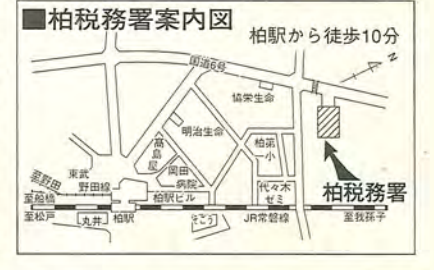 ■柏税務署案内図
柏駅から徒歩10分
N
国道6号
協栄生命
明治生命
高島屋
岡田病院
柏第一小
代々木ゼミ
柏税務署
東武野田線
至野田
至船橋
至松戸
丸井
柏駅
柏駅ビル
そごう
JR常磐線
至我孫子